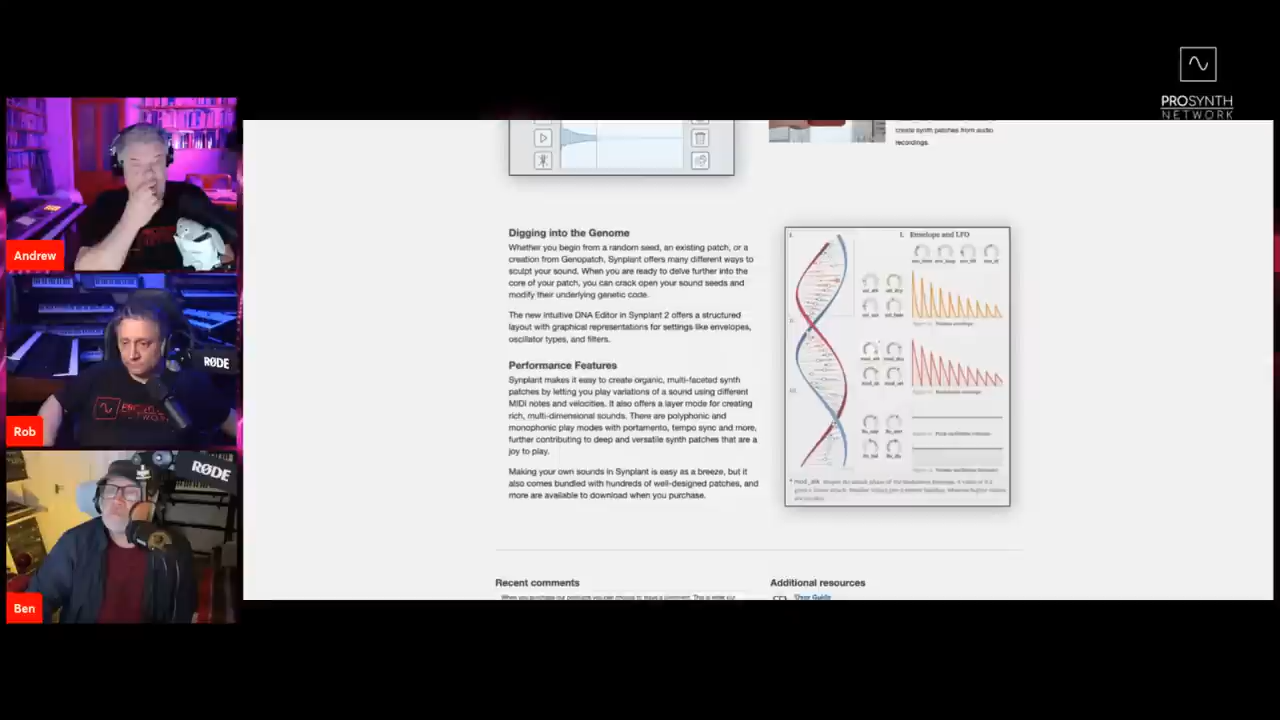 PROSYNTH
NETWORK
create synth patches from audio
recordings.
Andrew
Digging into the Genome
Whether you begin from a random seed, an existing patch, or a
creation from Genopatch, Synplant offers many different ways to
sculpt your sound. When you are ready to delve further into the
core of your patch, you can crack open your sound seeds and
modify their underlying genetic code.
The new intuitive DNA Editor in Synplant 2 offers a structured
layout with graphical representations for settings like envelopes,
oscillator types, and filters.
Performance Features
Synplant makes it easy to create organic, multi-faceted synth
patches by letting you play variations of a sound using different
MIDI notes and velocities. It also offers a layer mode for creating
rich, multi-dimensional sounds. There are polyphonic and
monophonic play modes with portamento, tempo sync and more,
further contributing to deep and versatile synth patches that are a
joy to play.
Making your own sounds in Synplant is easy as a breeze, but it
also comes bundled with hundreds of well-designed patches, and
more are available to download when you purchase.
I. Envelope and LFO
RØDE
Rob
RØDE
Ben
Recent comments
Additional resources
User Guide